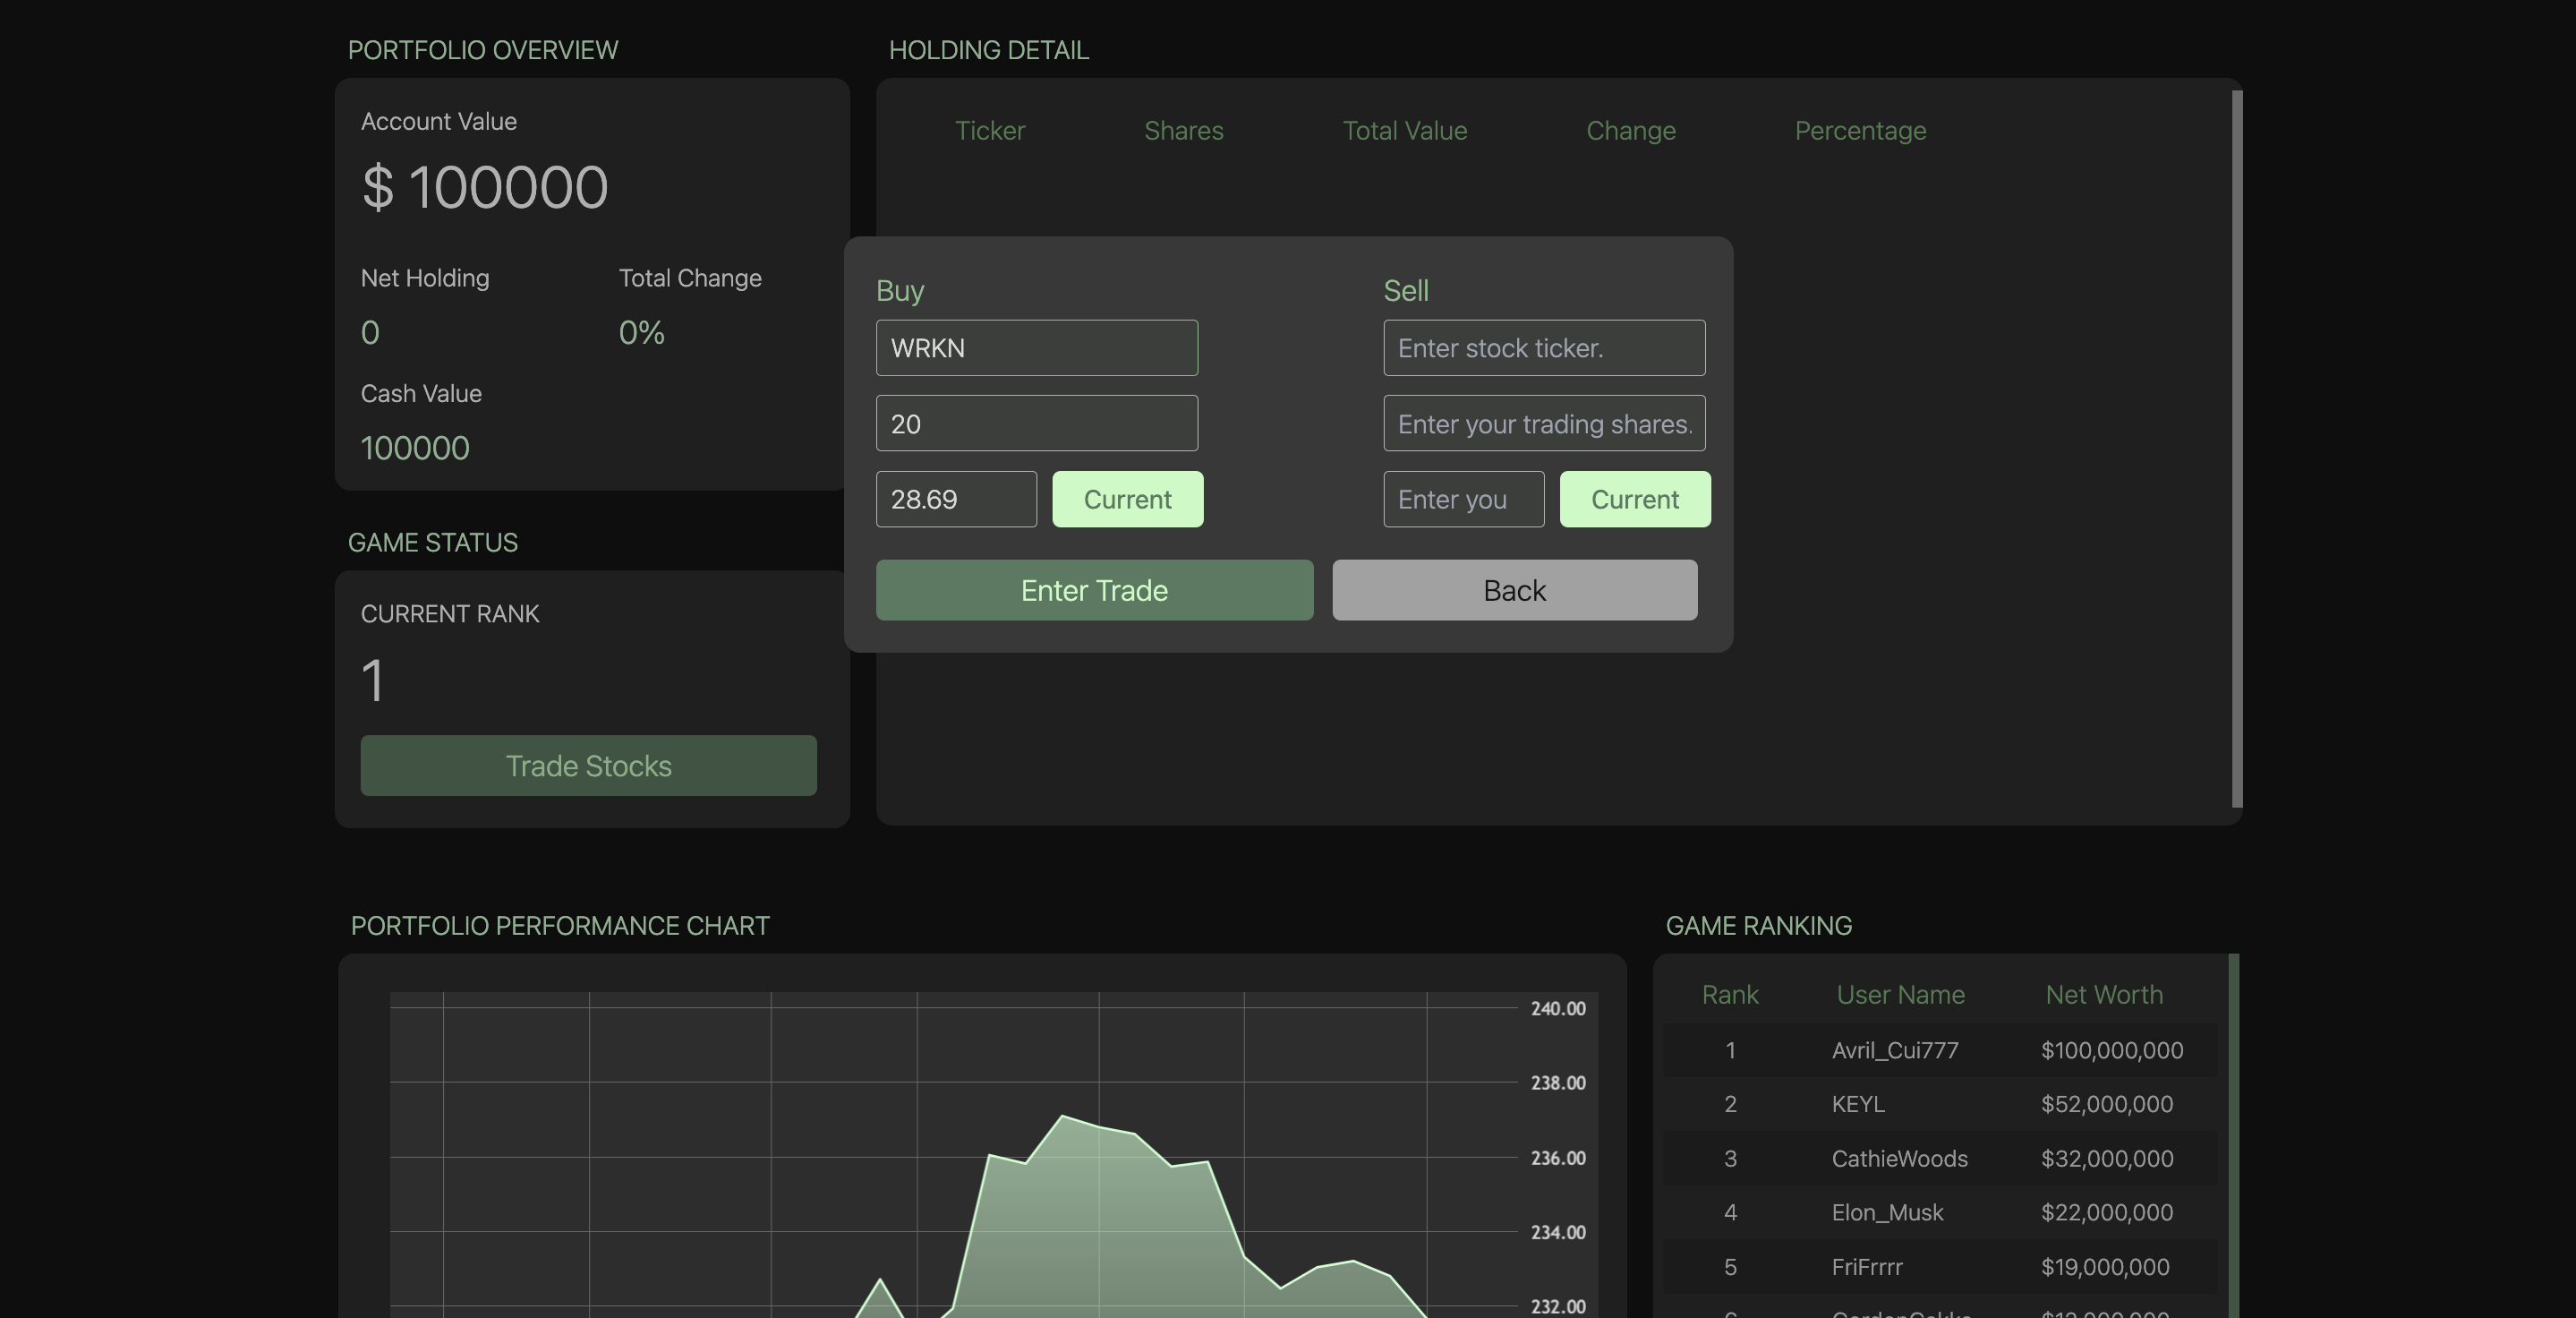 PORTFOLIO OVERVIEW
Account Value
$ 100000
Net Holding Total Change
0 0%
Cash Value
100000
GAME STATUS
CURRENT RANK
1
Trade Stocks
HOLDING DETAIL
Ticker Shares Total Value Change Percentage
Buy Sell
WRKN Enter stock ticker.
20 Enter your trading shares.
28.69 Current Enter you Current
Enter Trade Back
PORTFOLIO PERFORMANCE CHART
240.00
238.00
236.00
234.00
232.00
GAME RANKING
Rank User Name Net Worth
1 Avril_Cui777 $100,000,000
2 KEYL $52,000,000
3 CathieWoods $32,000,000
4 Elon_Musk $22,000,000
5 FriFrrrr $19,000,000